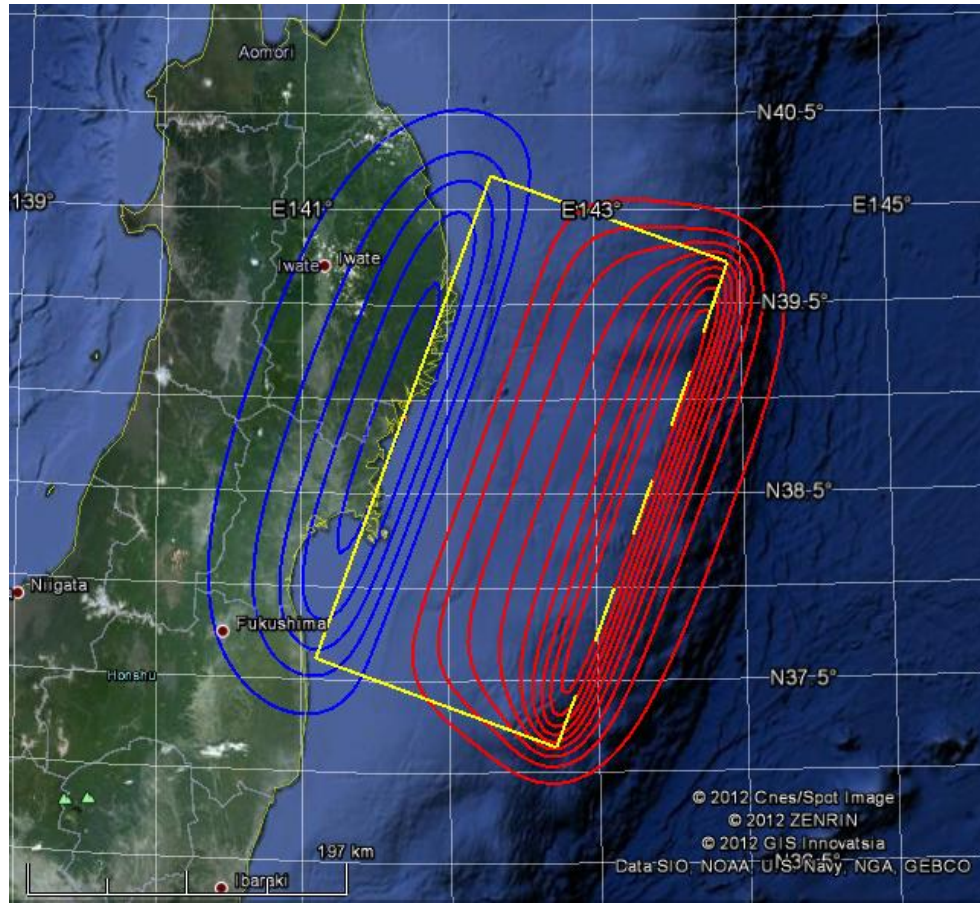 Aomori
N40.5°
139°
E141°
E143°
E145°
Iwate Iwate
N39.5°
N38.5°
Niigata
Fukushima
Honshu
N37.5°
© 2012 Cnes/Spot Image
© 2012 ZENRIN
197 km
© 2012 GIS Innovatsia
Data SIO, NOAA, U.S. Navy, NGA, GEBCO
Ibaraki